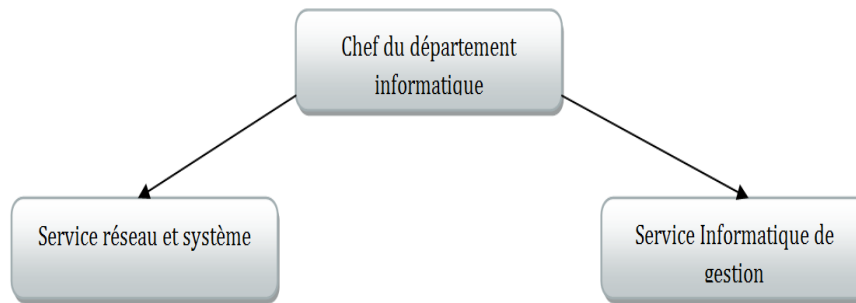 Chef du département
informatique
Service réseau et système
Service Informatique de
gestion